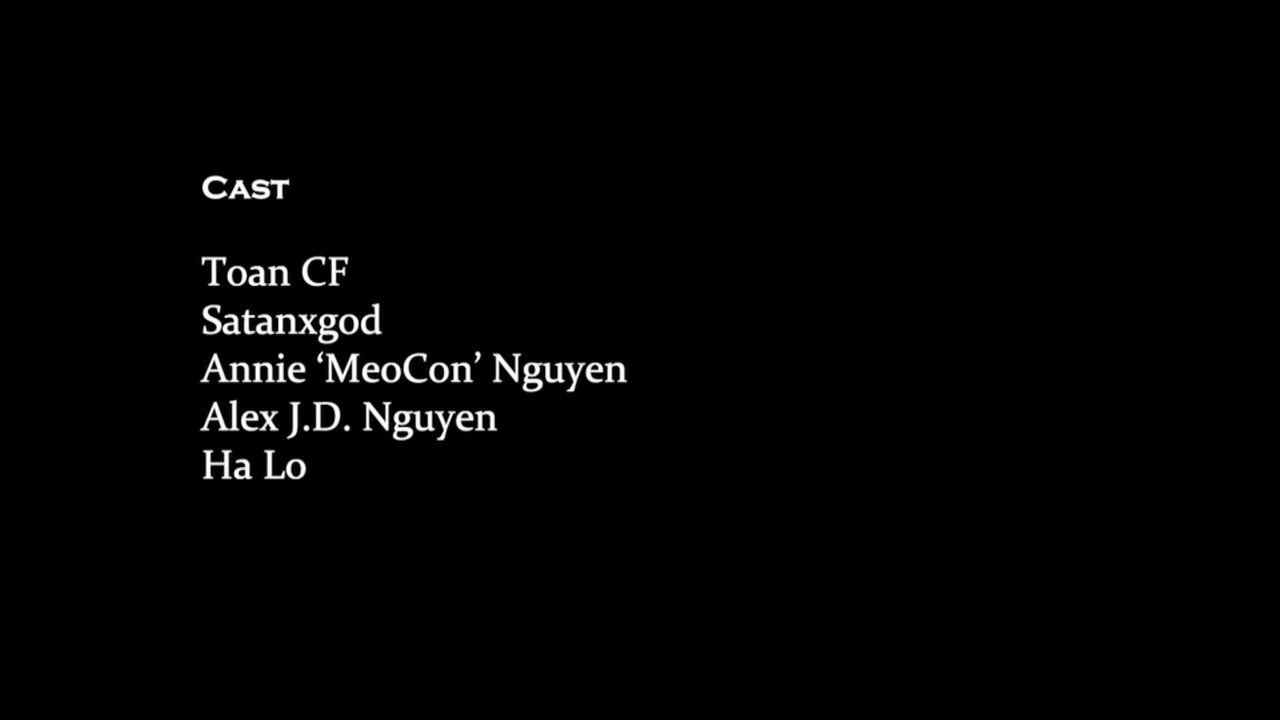 Cast
Toan CF
Satanxgod
Annie ‘MeoCon’ Nguyen
Alex J.D. Nguyen
Ha Lo